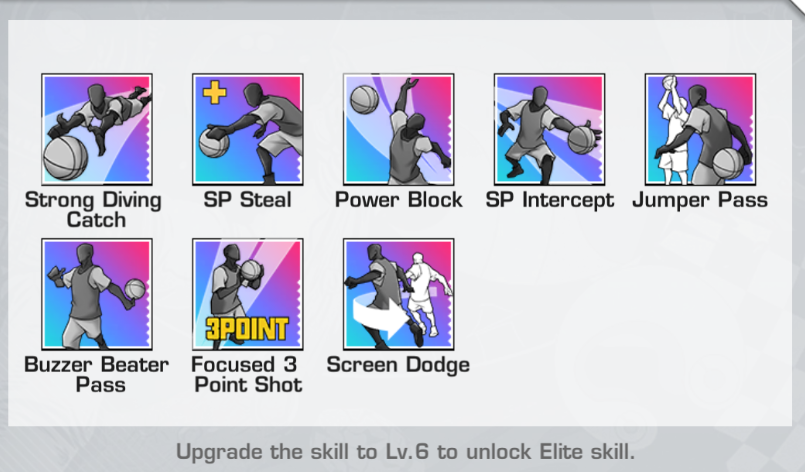 +
Strong Diving
Catch
SP Steal
Power Block
SP Intercept
Jumper Pass
3POINT
Buzzer Beater
Pass
Focused 3
Point Shot
Screen Dodge
Upgrade the skill to Lv.6 to unlock Elite skill.